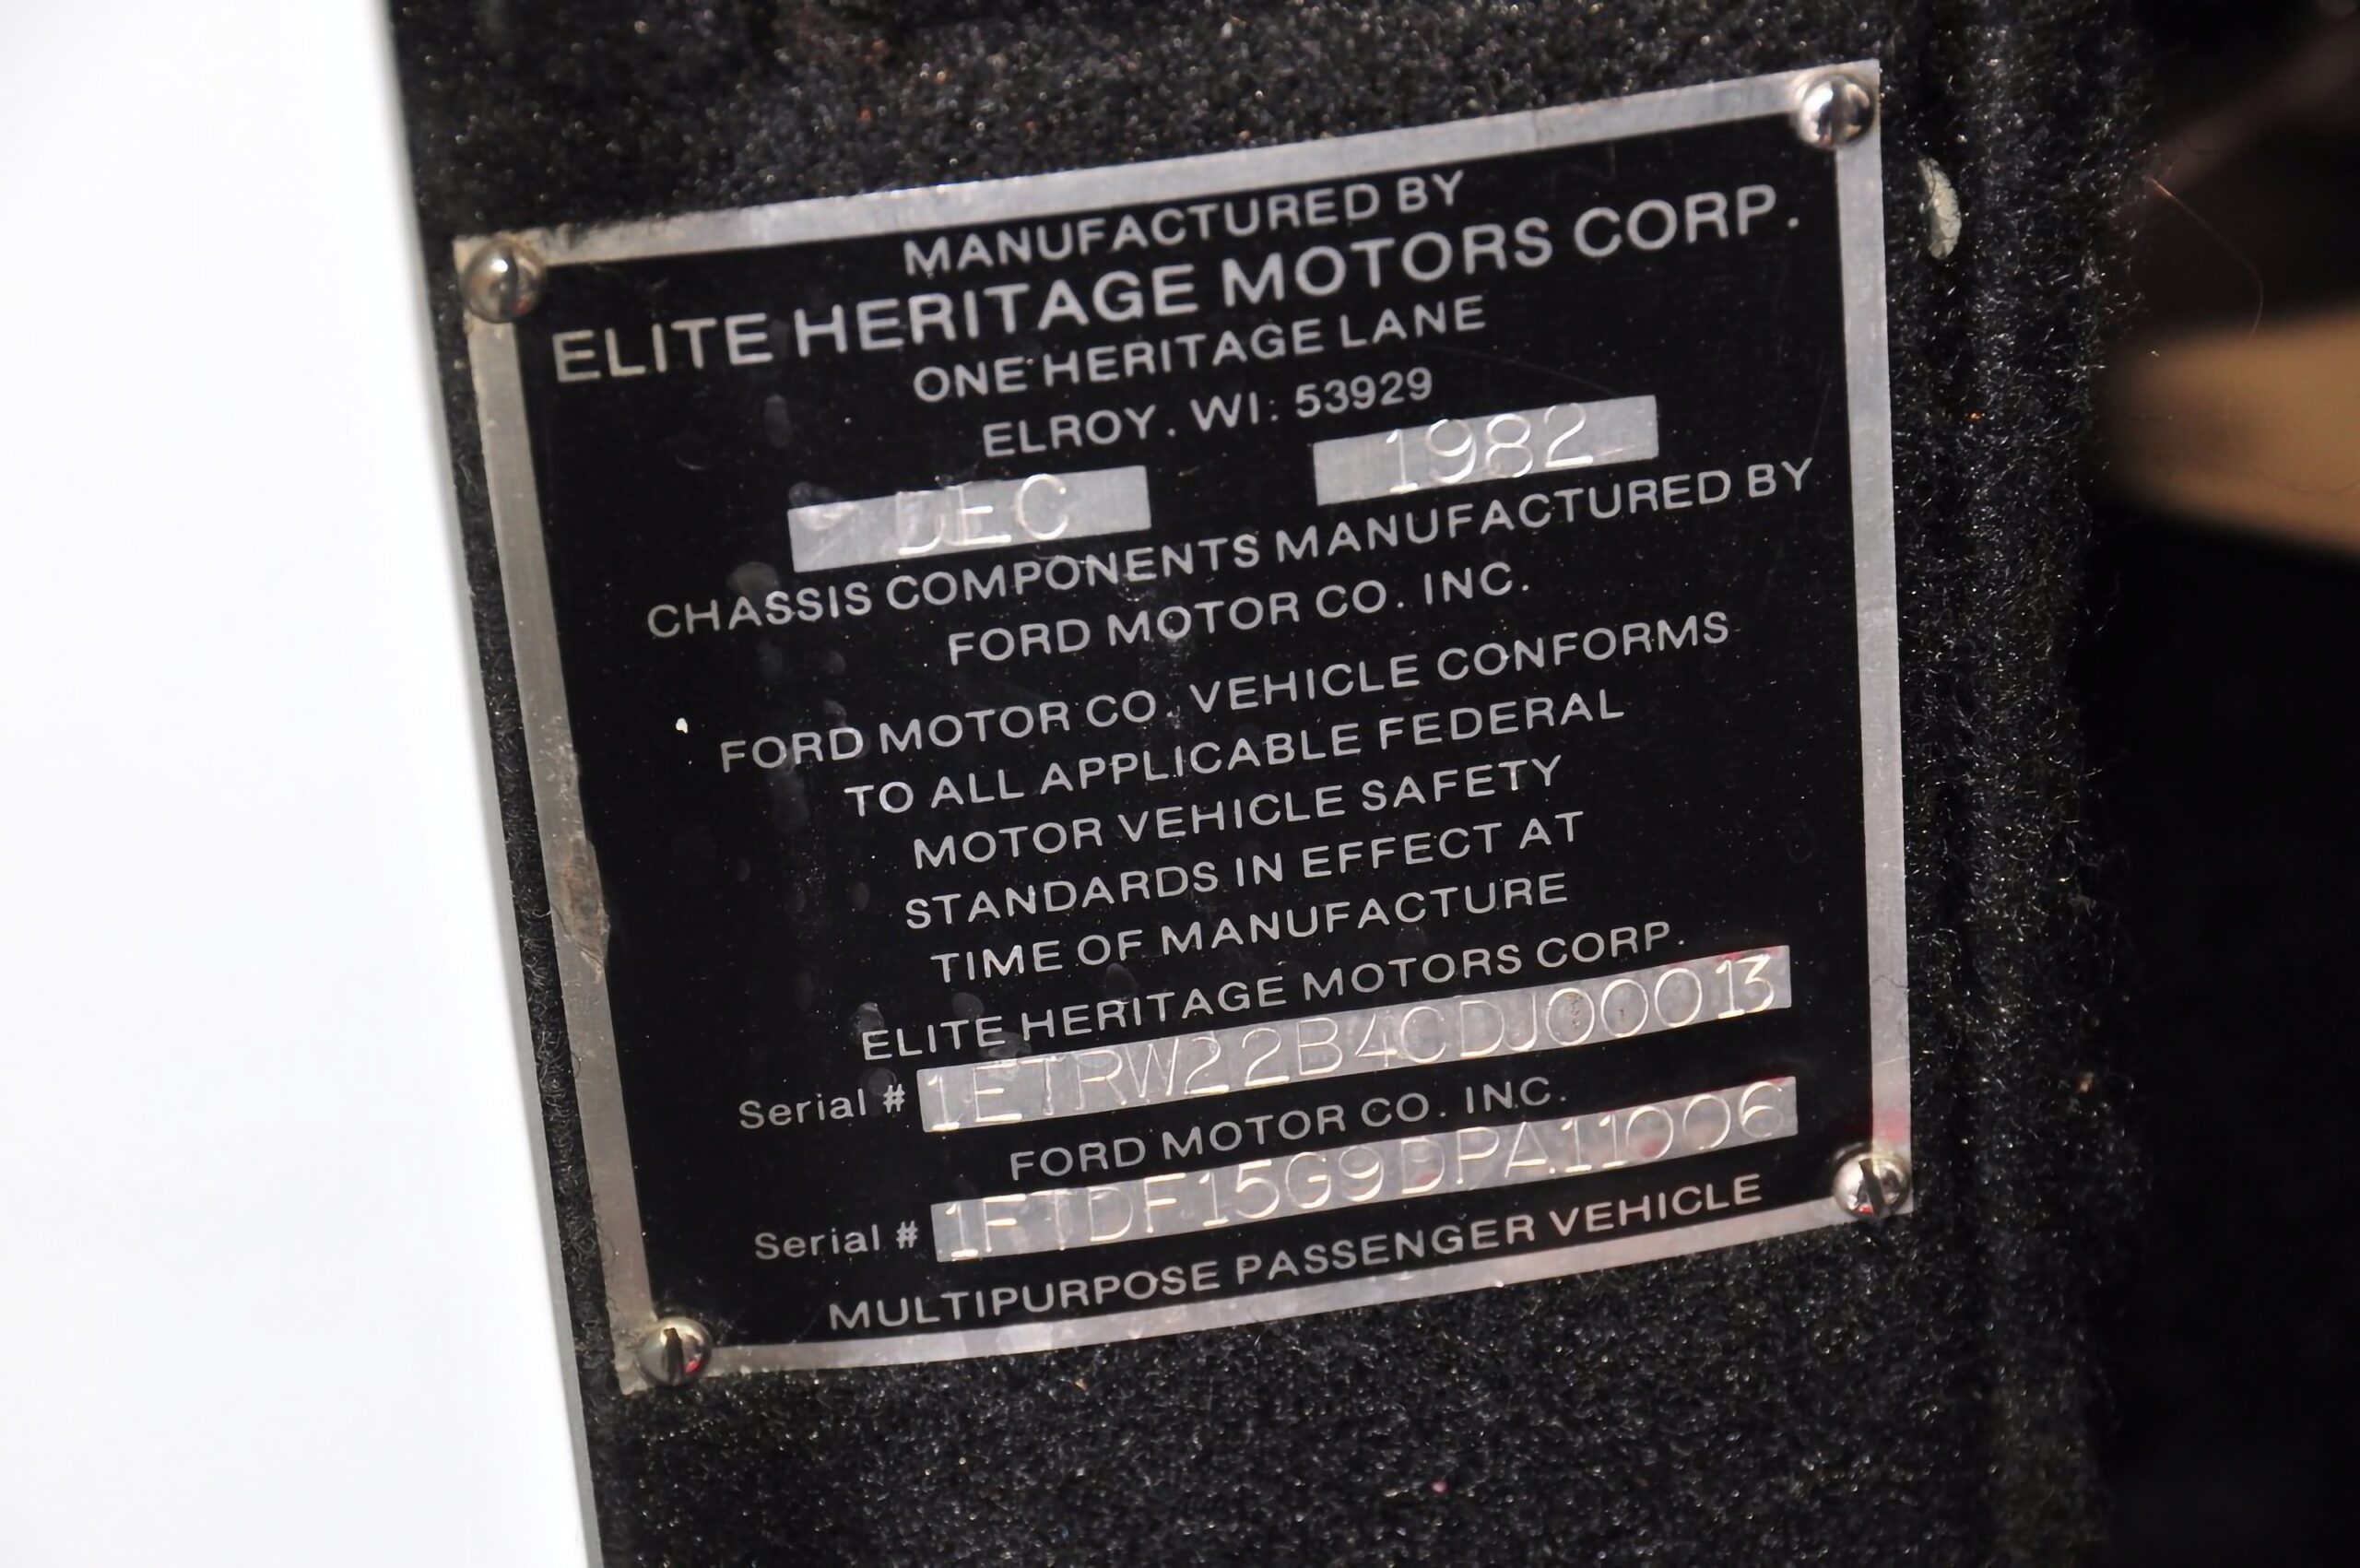 MANUFACTURED BY
ELITE HERITAGE MOTORS CORP.
ONE HERITAGE LANE
ELROY. WI: 53929
DEC 1982
CHASSIS COMPONENTS MANUFACTURED BY
FORD MOTOR CO. INC.
FORD MOTOR CO. VEHICLE CONFORMS
TO ALL APPLICABLE FEDERAL
MOTOR VEHICLE SAFETY
STANDARDS IN EFFECT AT
TIME OF MANUFACTURE
ELITE HERITAGE MOTORS CORP.
Serial # 1ETRW22B4CDJ00013
FORD MOTOR CO. INC.
Serial # 1FTDF15G9DPA11006
MULTIPURPOSE PASSENGER VEHICLE